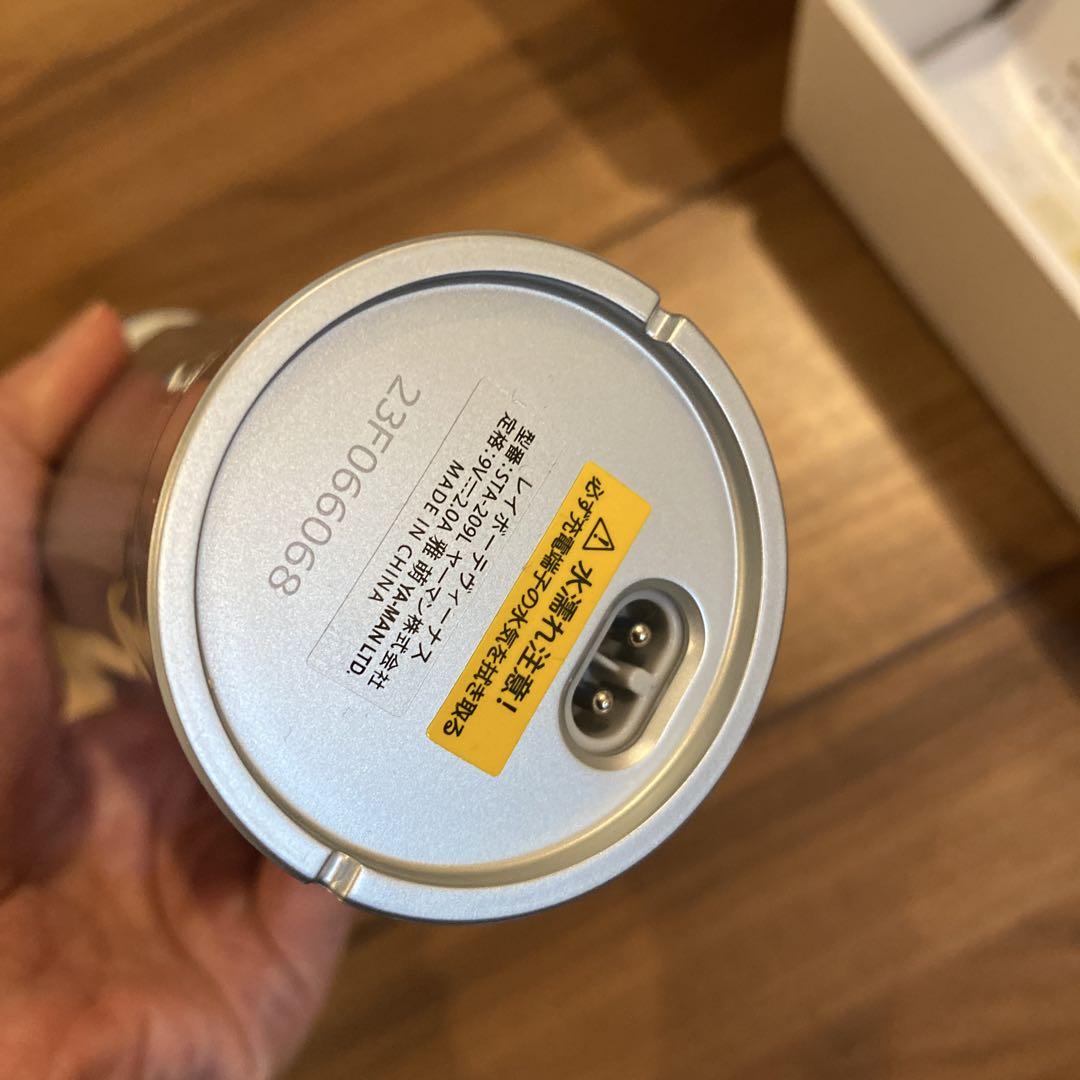 23F066068
レイボーテヴィーナス
型番:STA-209L ヤーマン株式会社
定格:9V⎓2.0A 雅萌YA-MAN LTD.
MADE IN CHINA
⚠ 水濡れ注意!
必ず充電端子の水気を拭き取る